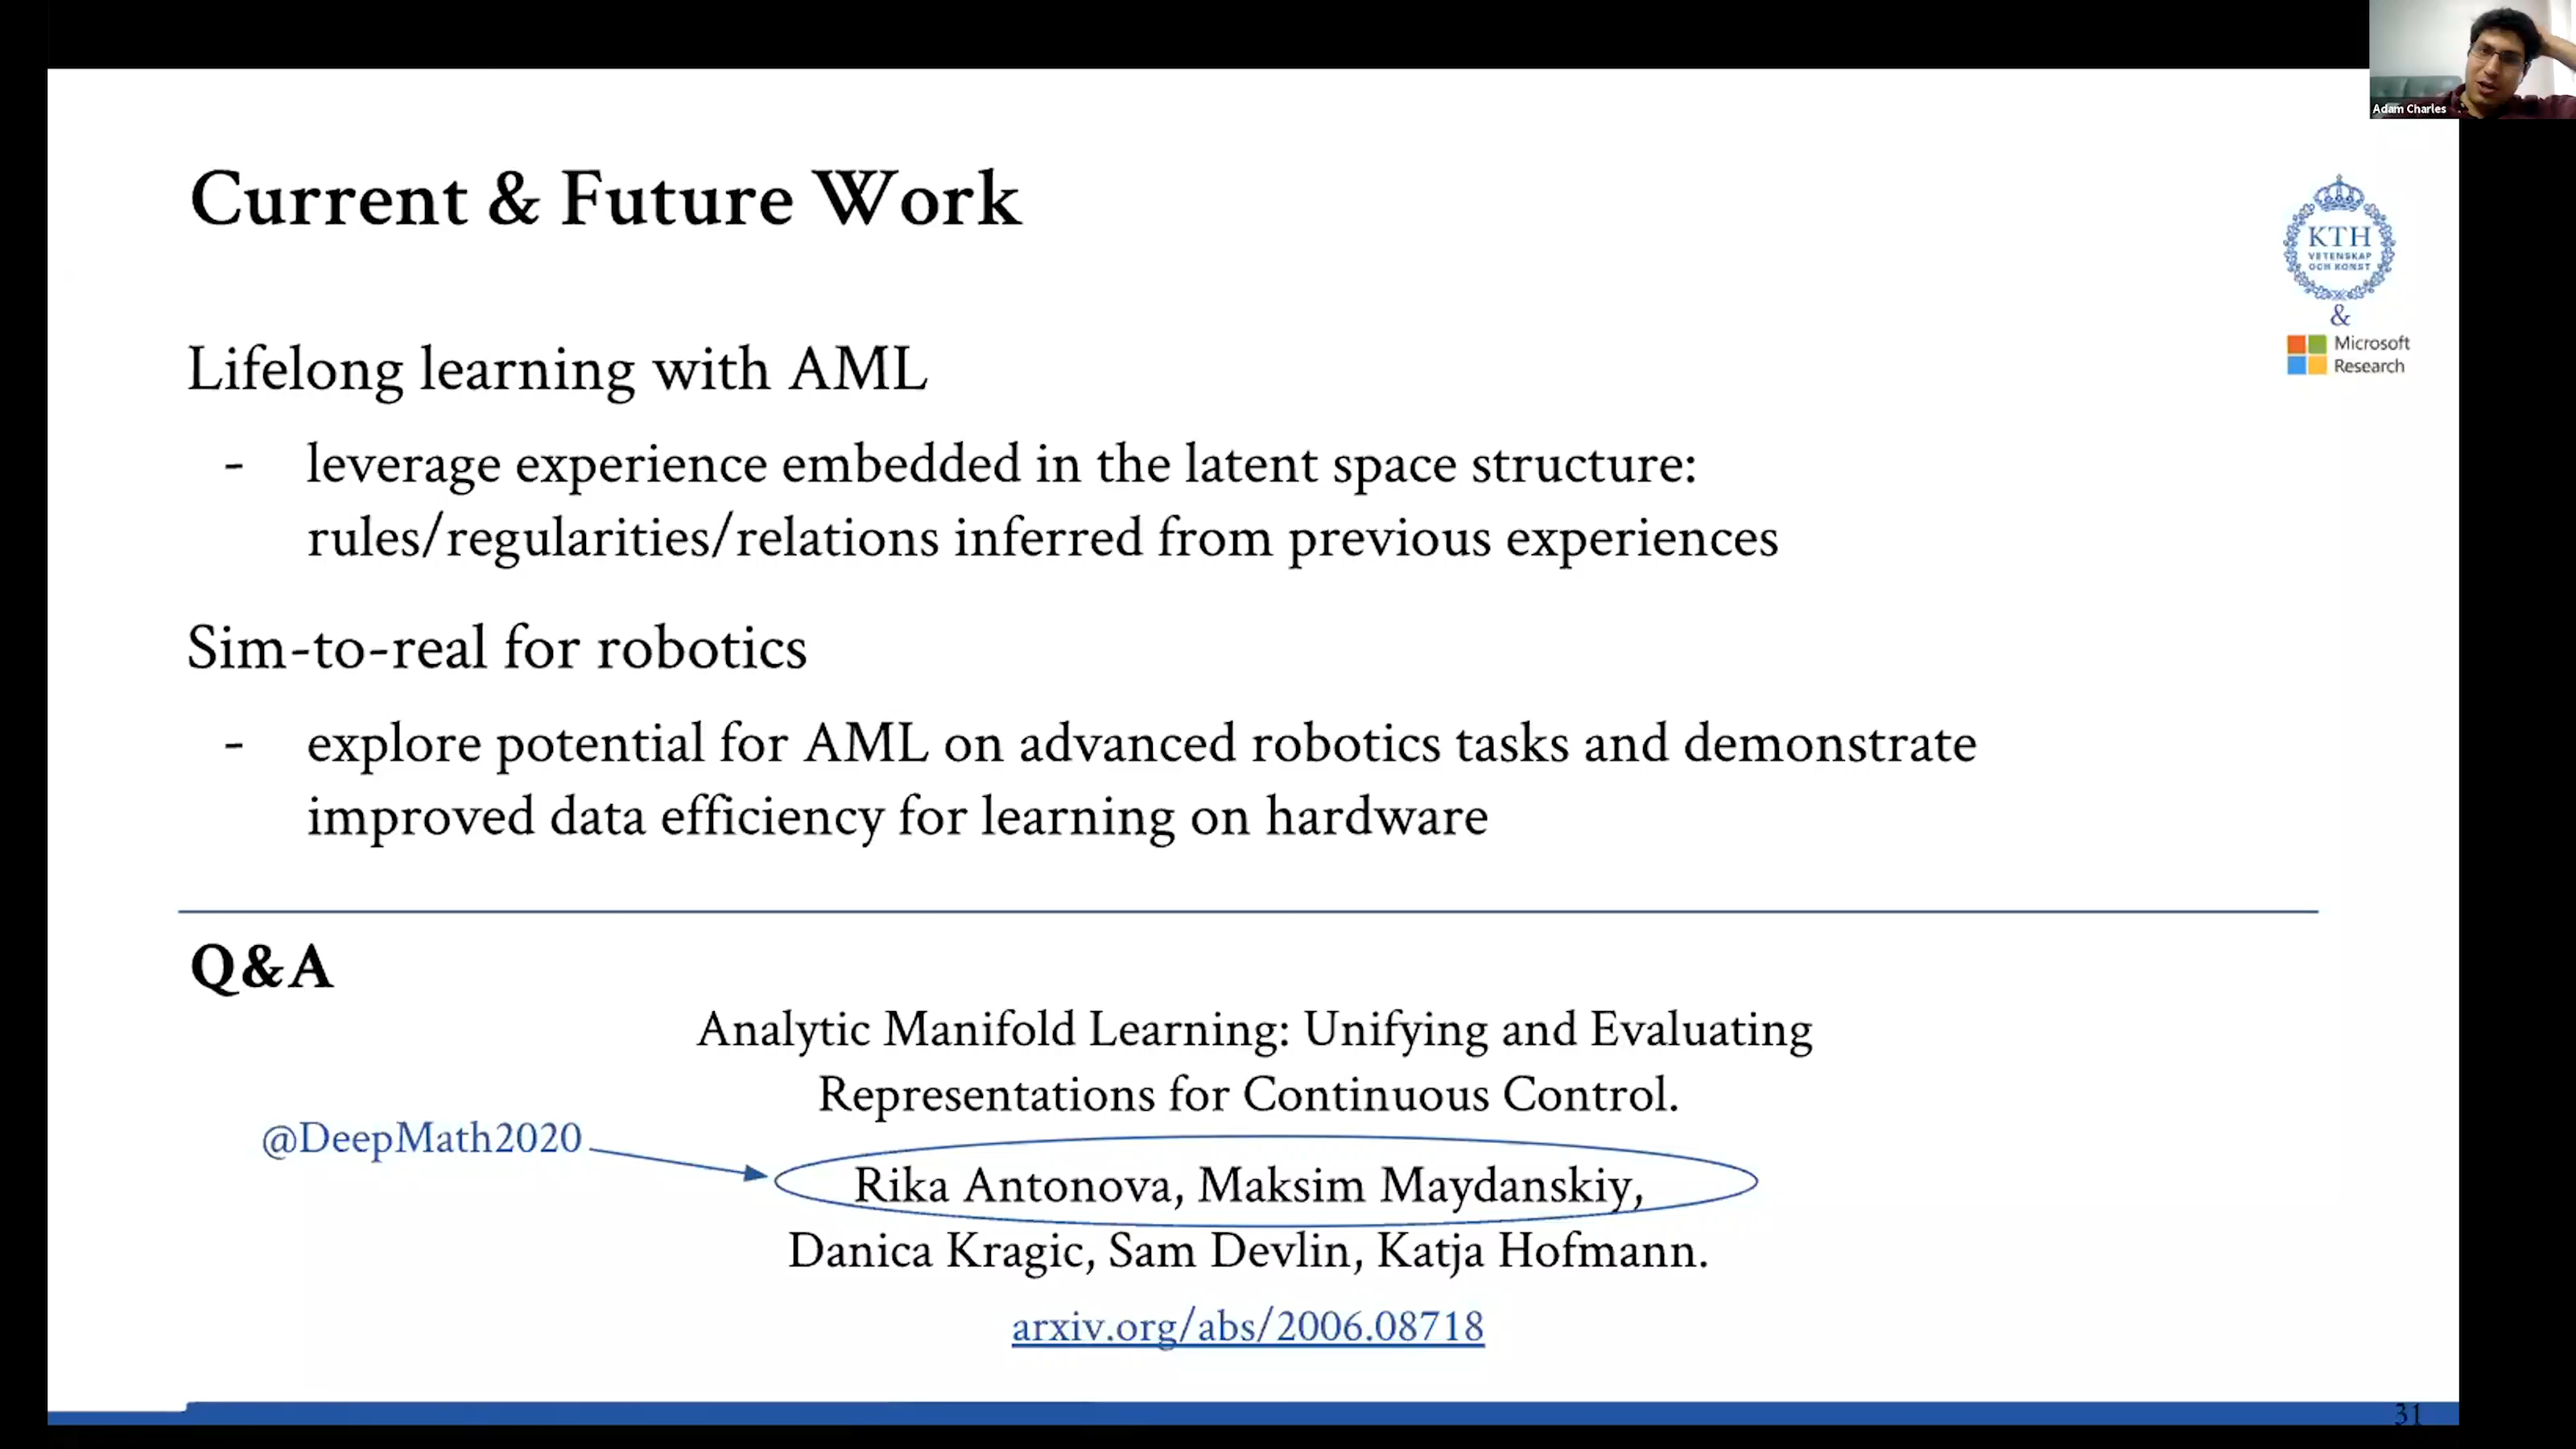 Adam Charles
Current & Future Work
KTH
VETENSKAP
OCH KONST
&
Microsoft
Research
Lifelong learning with AML
- leverage experience embedded in the latent space structure:
rules/regularities/relations inferred from previous experiences
Sim-to-real for robotics
- explore potential for AML on advanced robotics tasks and demonstrate
improved data efficiency for learning on hardware
Q&A
Analytic Manifold Learning: Unifying and Evaluating
Representations for Continuous Control.
@DeepMath2020
Rika Antonova, Maksim Maydanskiy,
Danica Kragic, Sam Devlin, Katja Hofmann.
arxiv.org/abs/2006.08718
31